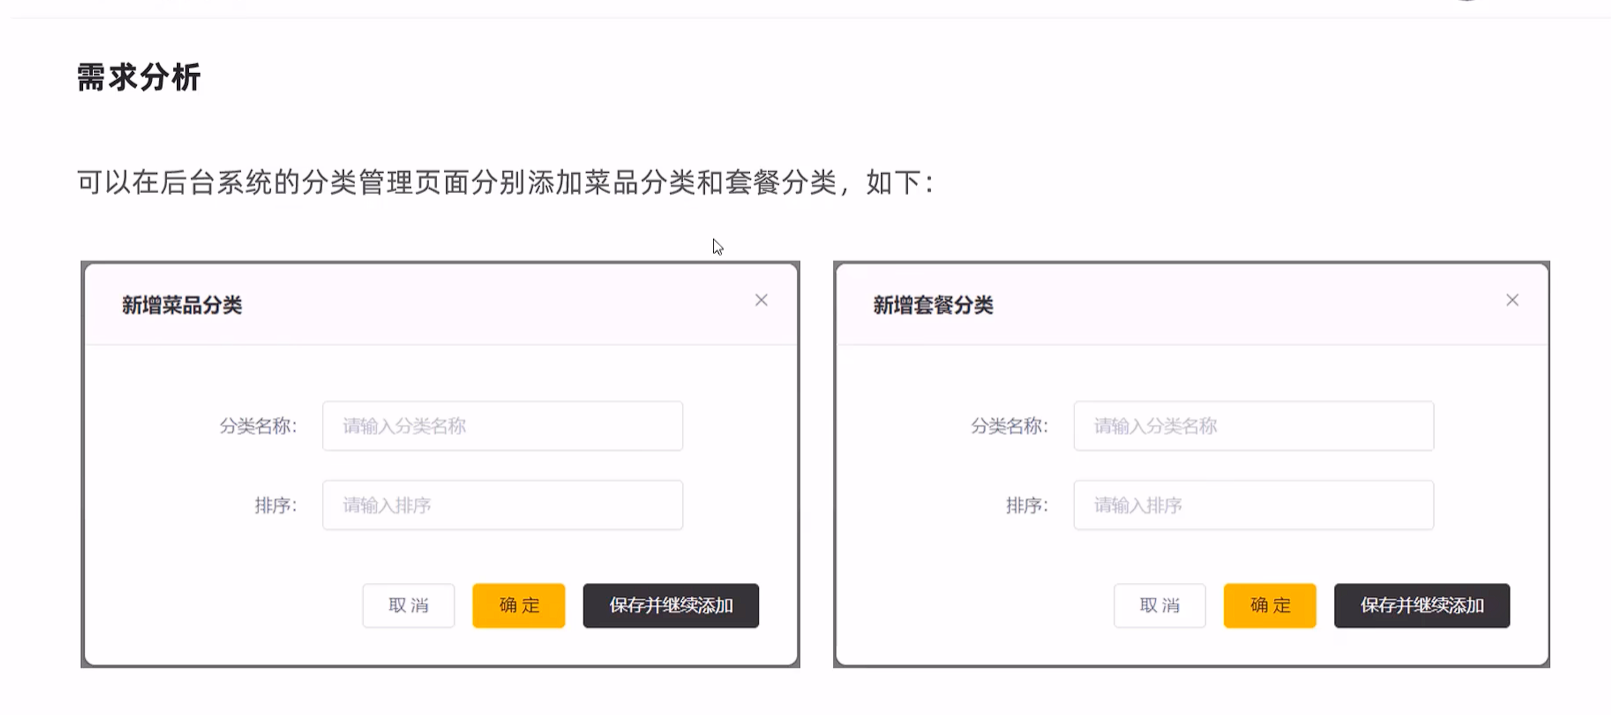 需求分析
可以在后台系统的分类管理页面分别添加菜品分类和套餐分类，如下：
新增菜品分类
分类名称：
请输入分类名称
排序：
请输入排序
取 消
确 定
保存并继续添加
新增套餐分类
分类名称：
请输入分类名称
排序：
请输入排序
取 消
确 定
保存并继续添加